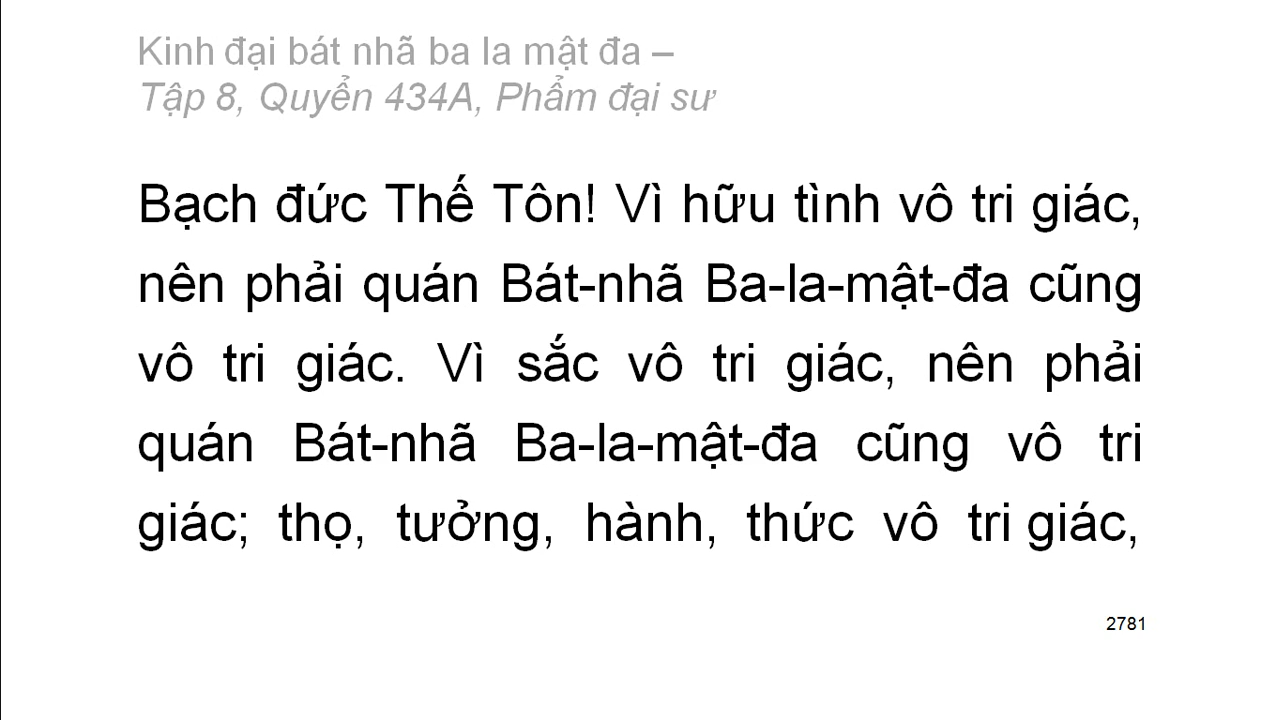 Kinh đại bát nhã ba la mật đa –
Tập 8, Quyển 434A, Phẩm đại sư
Bạch đức Thế Tôn! Vì hữu tình vô tri giác,
nên phải quán Bát-nhã Ba-la-mật-đa cũng
vô tri giác. Vì sắc vô tri giác, nên phải
quán Bát-nhã Ba-la-mật-đa cũng vô tri
giác; thọ, tưởng, hành, thức vô tri giác,
2781